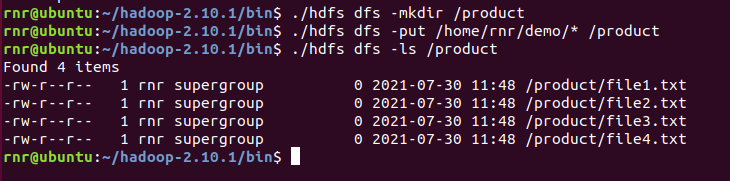 rnr@ubuntu:~/hadoop-2.10.1/bin$ ./hdfs dfs -mkdir /product
rnr@ubuntu:~/hadoop-2.10.1/bin$ ./hdfs dfs -put /home/rnr/demo/* /product
rnr@ubuntu:~/hadoop-2.10.1/bin$ ./hdfs dfs -ls /product
Found 4 items
-rw-r--r--   1 rnr supergroup          0 2021-07-30 11:48 /product/file1.txt
-rw-r--r--   1 rnr supergroup          0 2021-07-30 11:48 /product/file2.txt
-rw-r--r--   1 rnr supergroup          0 2021-07-30 11:48 /product/file3.txt
-rw-r--r--   1 rnr supergroup          0 2021-07-30 11:48 /product/file4.txt
rnr@ubuntu:~/hadoop-2.10.1/bin$